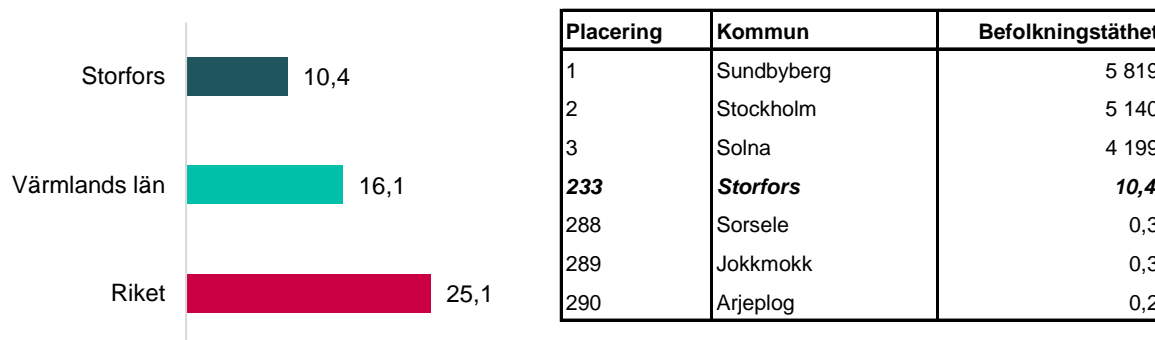 Storfors 10,4
Värmlands län 16,1
Riket 25,1
Placering Kommun Befolkningstäthet
1 Sundbyberg 5 819
2 Stockholm 5 140
3 Solna 4 199
233 Storfors 10,4
288 Sorsele 0,3
289 Jokkmokk 0,3
290 Arjeplog 0,2